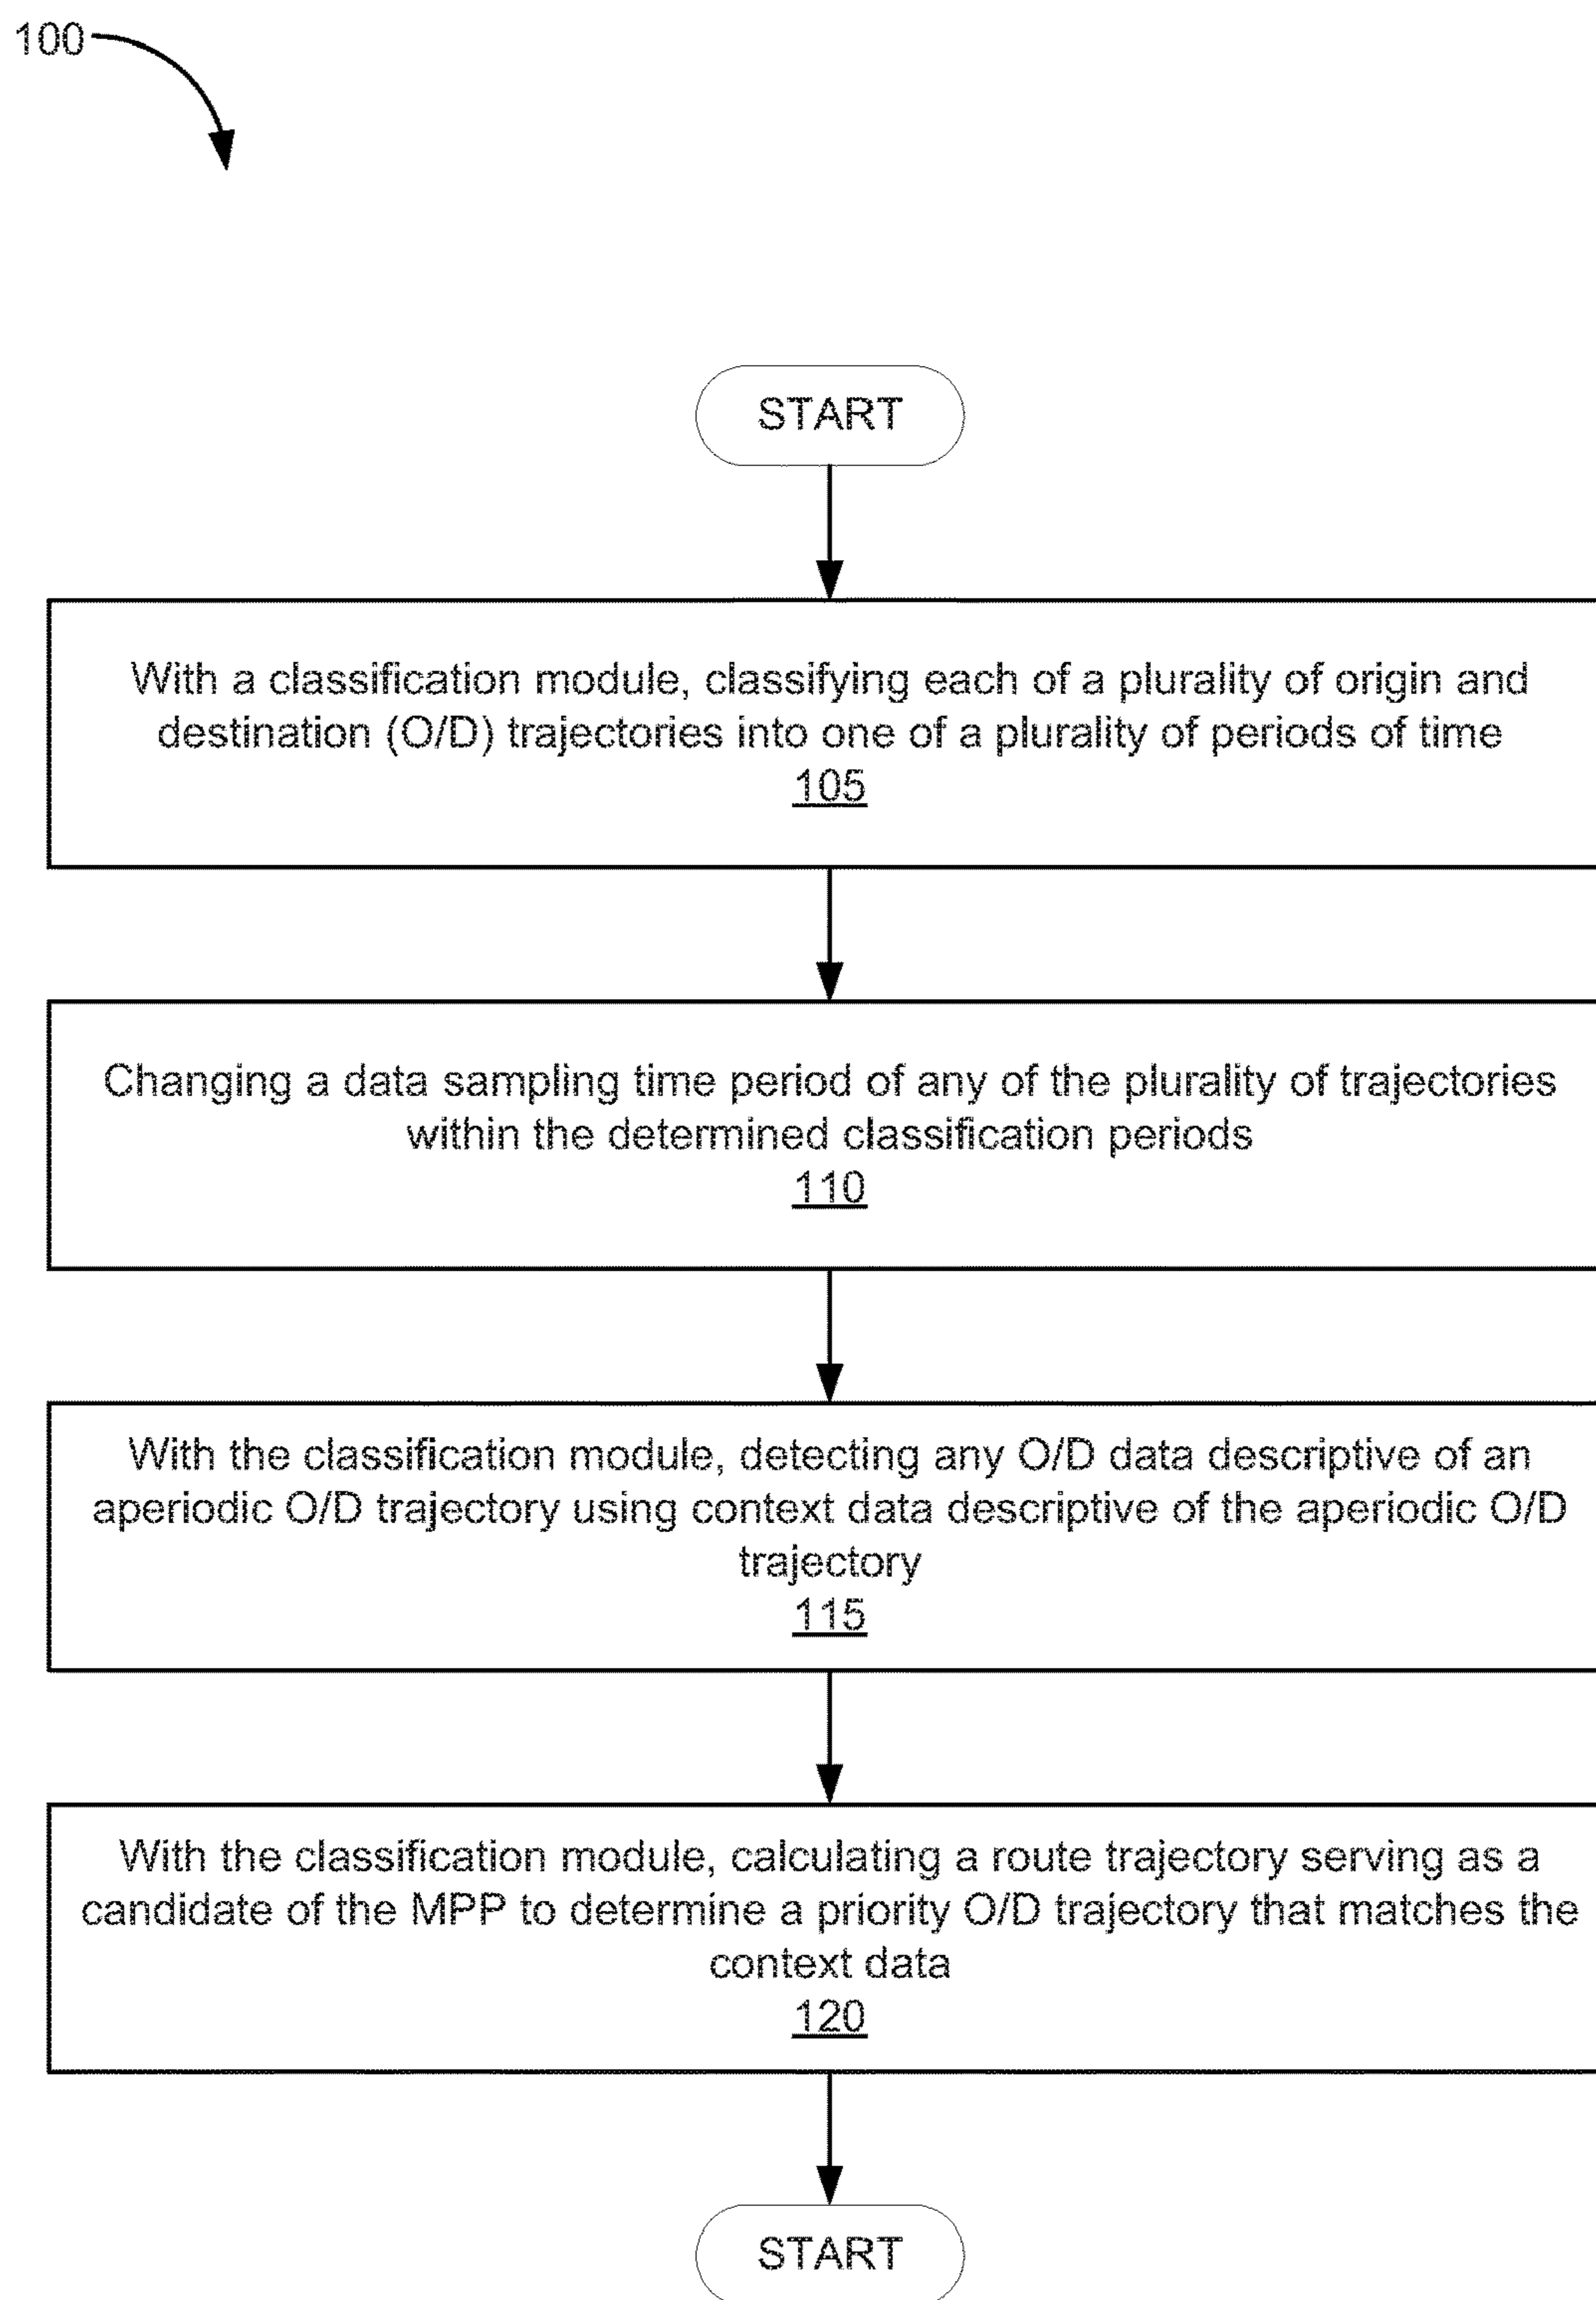 100
START
With a classification module, classifying each of a plurality of origin and
destination (O/D) trajectories into one of a plurality of periods of time
105
Changing a data sampling time period of any of the plurality of trajectories
within the determined classification periods
110
With the classification module, detecting any O/D data descriptive of an
aperiodic O/D trajectory using context data descriptive of the aperiodic O/D
trajectory
115
With the classification module, calculating a route trajectory serving as a
candidate of the MPP to determine a priority O/D trajectory that matches the
context data
120
START